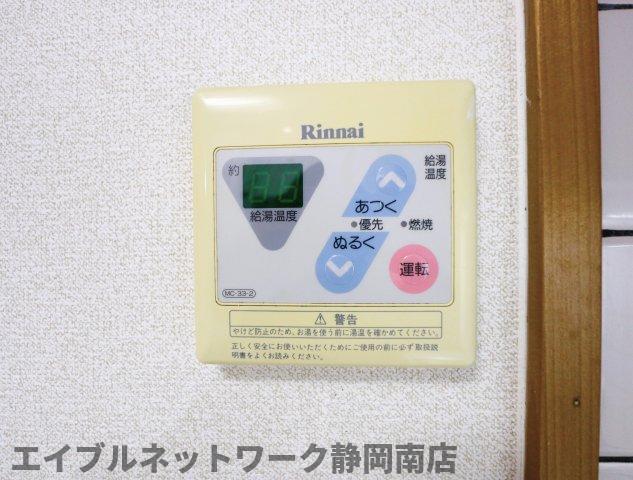 Rinnai
約
給湯温度
給湯
温度
あつく
優先
燃焼
ぬるく
運転
MC-33-2
⚠ 警告
やけど防止のため、お湯を使う前に湯温を確かめてください。
正しく安全にお使いいただくためにご使用の前に必ず取扱説
明書をよくお読みください。
エイブルネットワーク静岡南店